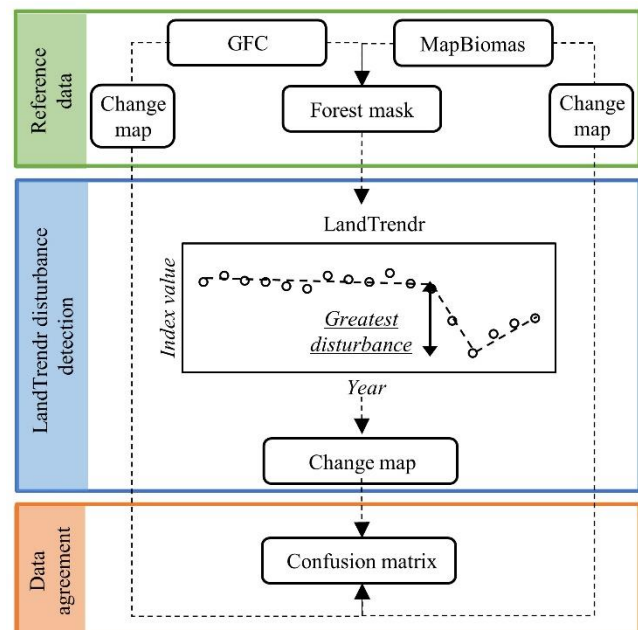 Reference
data
GFC
MapBiomas
Change
map
Forest mask
Change
map
LandTrendr disturbance
detection
LandTrendr
Index value
Greatest
disturbance
Year
Change map
Data
agreement
Confusion matrix